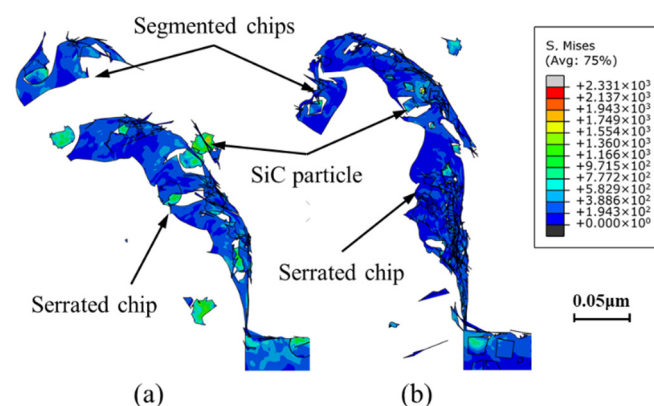 Segmented chips
SiC particle
Serrated chip
Serrated chip
(a)
(b)
S. Mises
(Avg: 75%)
+2.331×10³
+2.137×10³
+1.943×10³
+1.749×10³
+1.554×10³
+1.360×10³
+1.166×10³
+9.715×10²
+7.772×10²
+5.829×10²
+3.886×10²
+1.943×10²
+0.000×10⁰
0.05μm